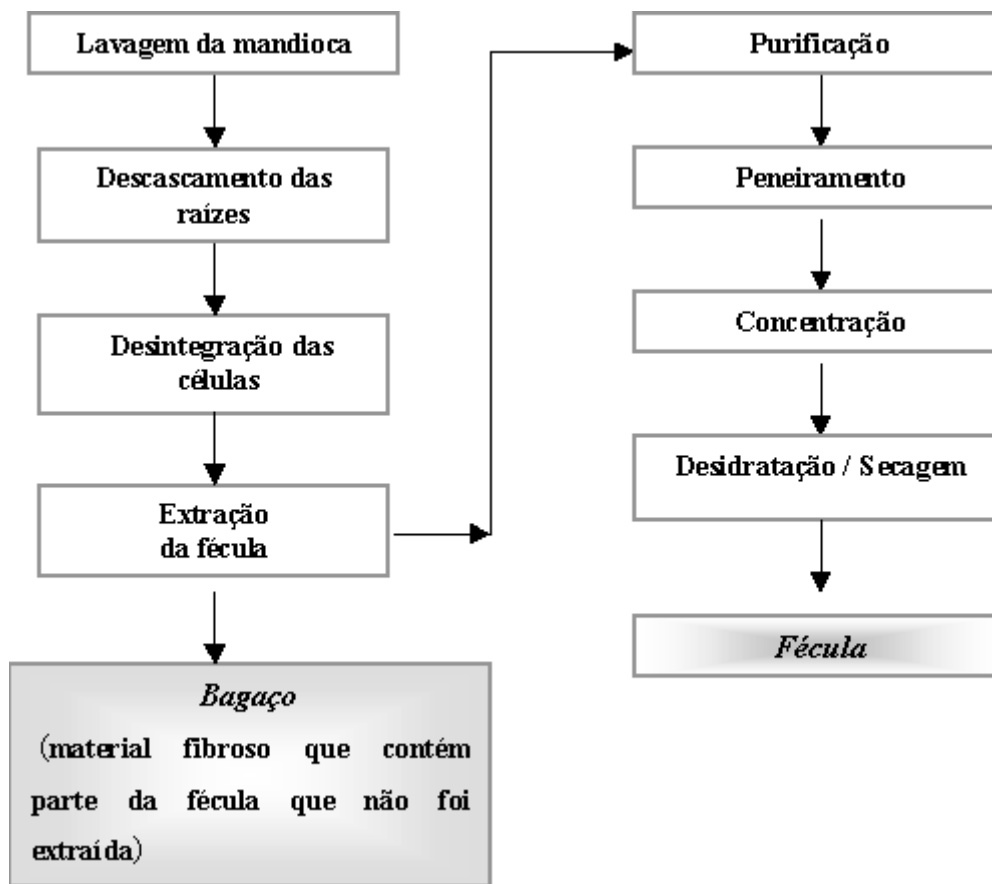 Lavagem da mandioca
Descascamento das
raízes
Desintegração das
células
Extração
da fécula
Bagaço
(material fibroso que contém
parte da fécula que não foi
extraída)
Purificação
Peneiramento
Concentração
Desidratação / Secagem
Fécula